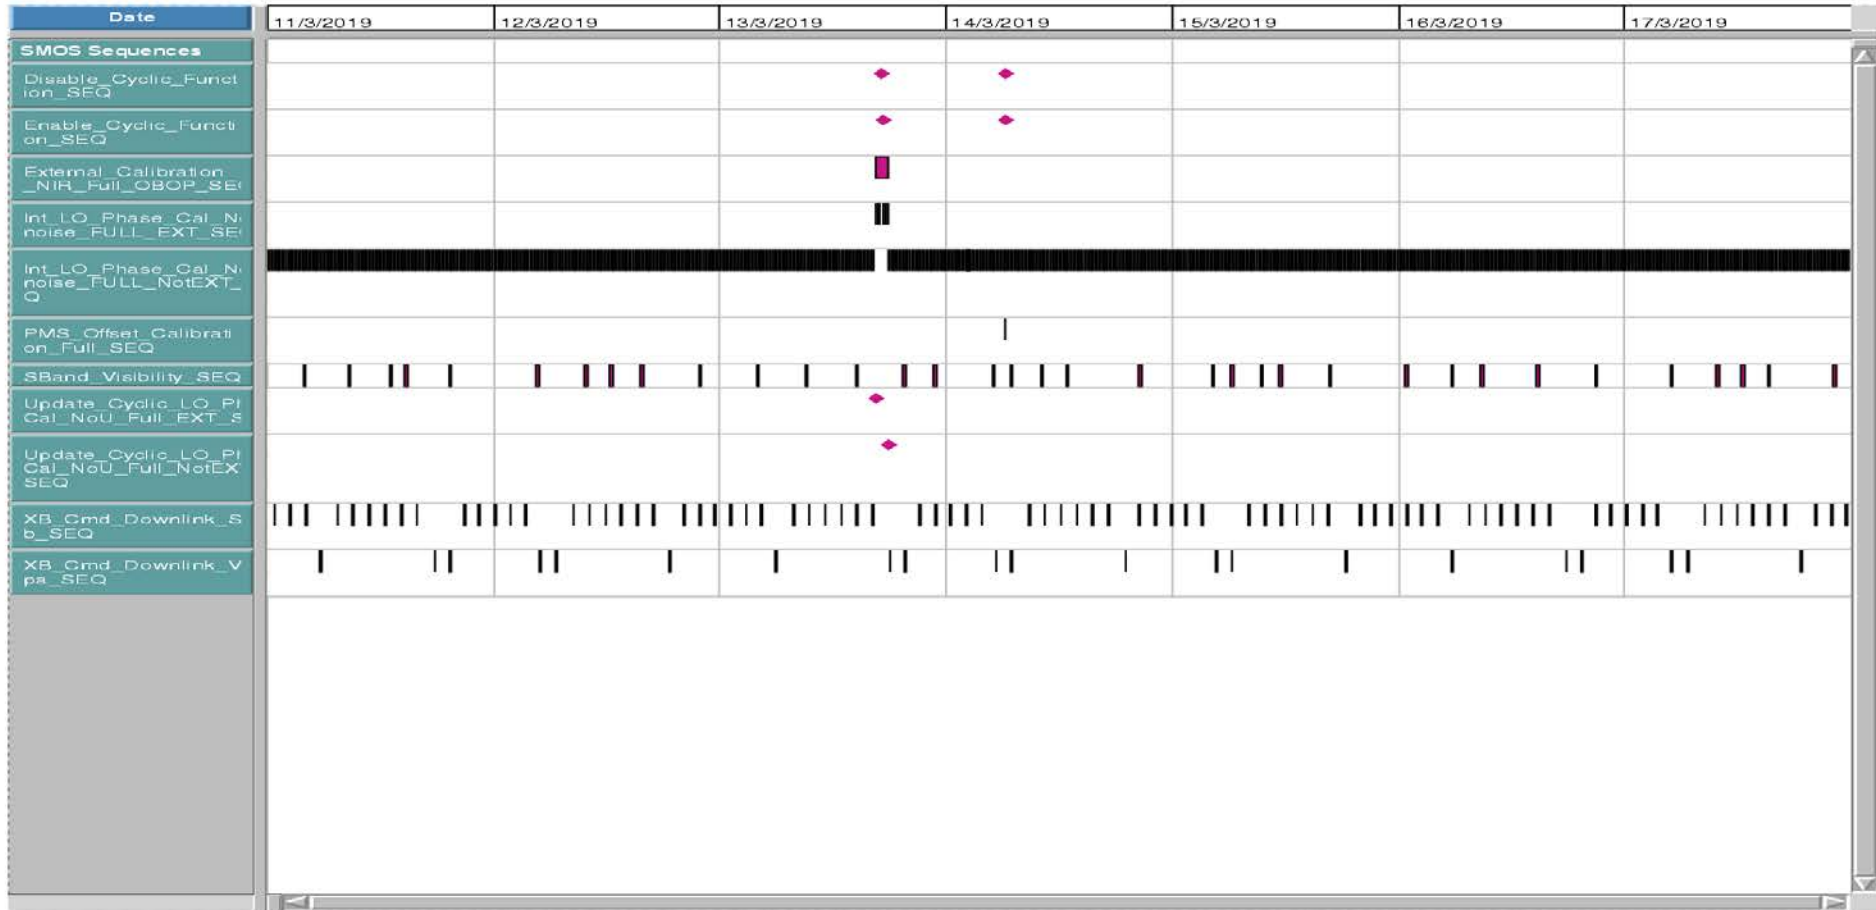 Date
11/3/2019 12/3/2019 13/3/2019 14/3/2019 15/3/2019 16/3/2019 17/3/2019
SMOS Sequences
Disable_Cyclic_Funct
ion_SEQ
Enable_Cyclic_Functi
on_SEQ
External_Calibration
_NIR_Full_OBOP_SE
Int_LO_Phase_Cal_N
noise_FULL_EXT_SE
Int_LO_Phase_Cal_N
noise_FULL_NotEXT_
Q
PMS_Offset_Calibrati
on_Full_SEQ
SBand_Visibility_SEQ
Update_Cyclic_LO_P
Cal_NoU_Full_EXT_S
Update_Cyclic_LO_P
Cal_NoU_Full_NotEX
SEQ
XB_Cmd_Downlink_S
b_SEQ
XB_Cmd_Downlink_V
pa_SEQ